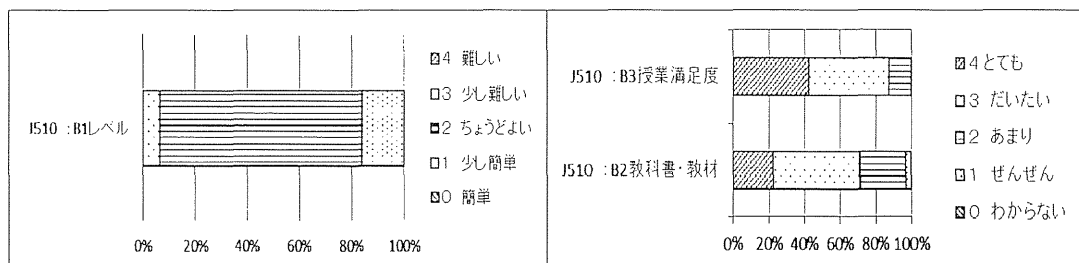 J510 ：B1レベル
0% 20% 40% 60% 80% 100%
4 難しい
3 少し難しい
2 ちょうどよい
1 少し簡単
0 簡単
J510 ：B3授業満足度
J510 ：B2教科書・教材
0% 20% 40% 60% 80% 100%
4 とても
3 だいたい
2 あまり
1 ぜんぜん
0 わからない